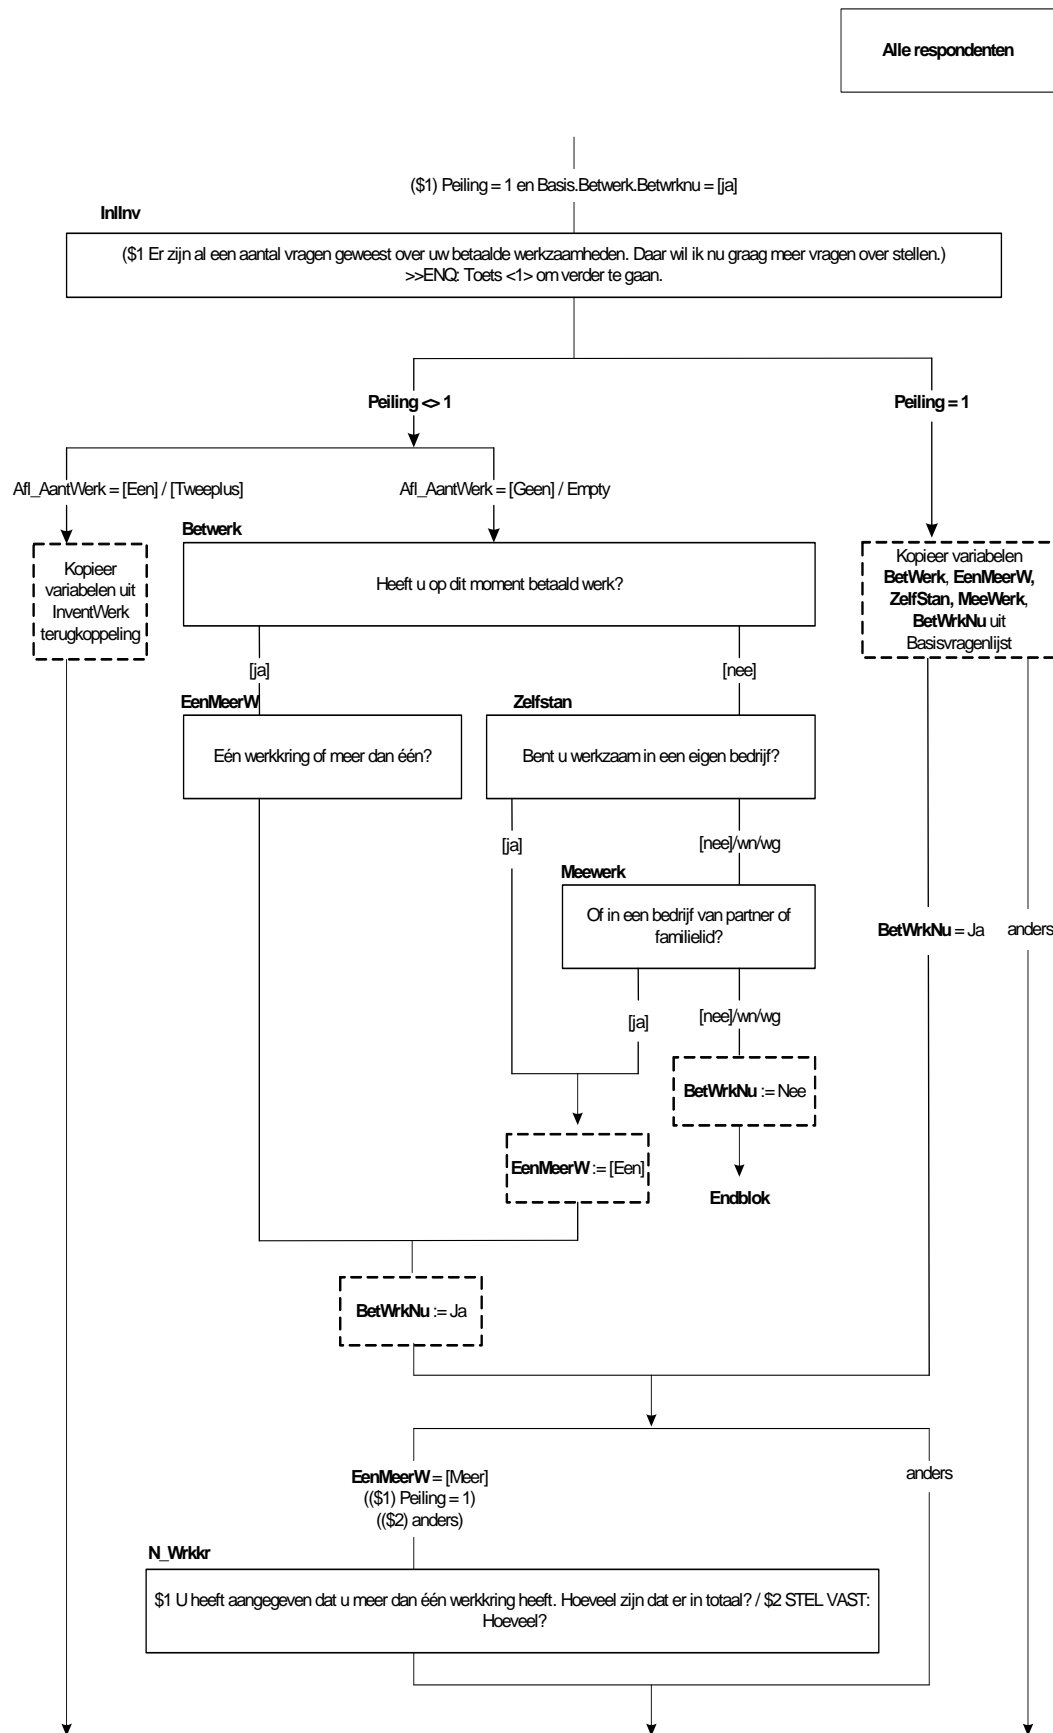 Alle respondenten
($1) Peiling = 1 en Basis.Betwerk.Betwrknu = [ja]
InlInv
($1 Er zijn al een aantal vragen geweest over uw betaalde werkzaamheden. Daar wil ik nu graag meer vragen over stellen.)
>>ENQ: Toets <1> om verder te gaan.
Peiling <> 1
Peiling = 1
Afl_AantWerk = [Een] / [Tweeplus]
Afl_AantWerk = [Geen] / Empty
Kopieer
variabelen uit
InventWerk
terugkoppeling
Betwerk
Heeft u op dit moment betaald werk?
Kopieer variabelen
BetWerk, EenMeerW,
ZelfStan, MeeWerk,
BetWrkNu uit
Basisvragenlijst
[ja]
[nee]
EenMeerW
Eén werkkring of meer dan één?
Zelfstan
Bent u werkzaam in een eigen bedrijf?
[ja]
[nee]/wn/wg
Meewerk
Of in een bedrijf van partner of
familielid?
BetWrkNu = Ja
anders
[ja]
[nee]/wn/wg
BetWrkNu := Nee
EenMeerW := [Een]
Endblok
BetWrkNu := Ja
EenMeerW = [Meer]
(($1) Peiling = 1)
(($2) anders)
anders
N_Wrkkr
$1 U heeft aangegeven dat u meer dan één werkkring heeft. Hoeveel zijn dat er in totaal? / $2 STEL VAST:
Hoeveel?